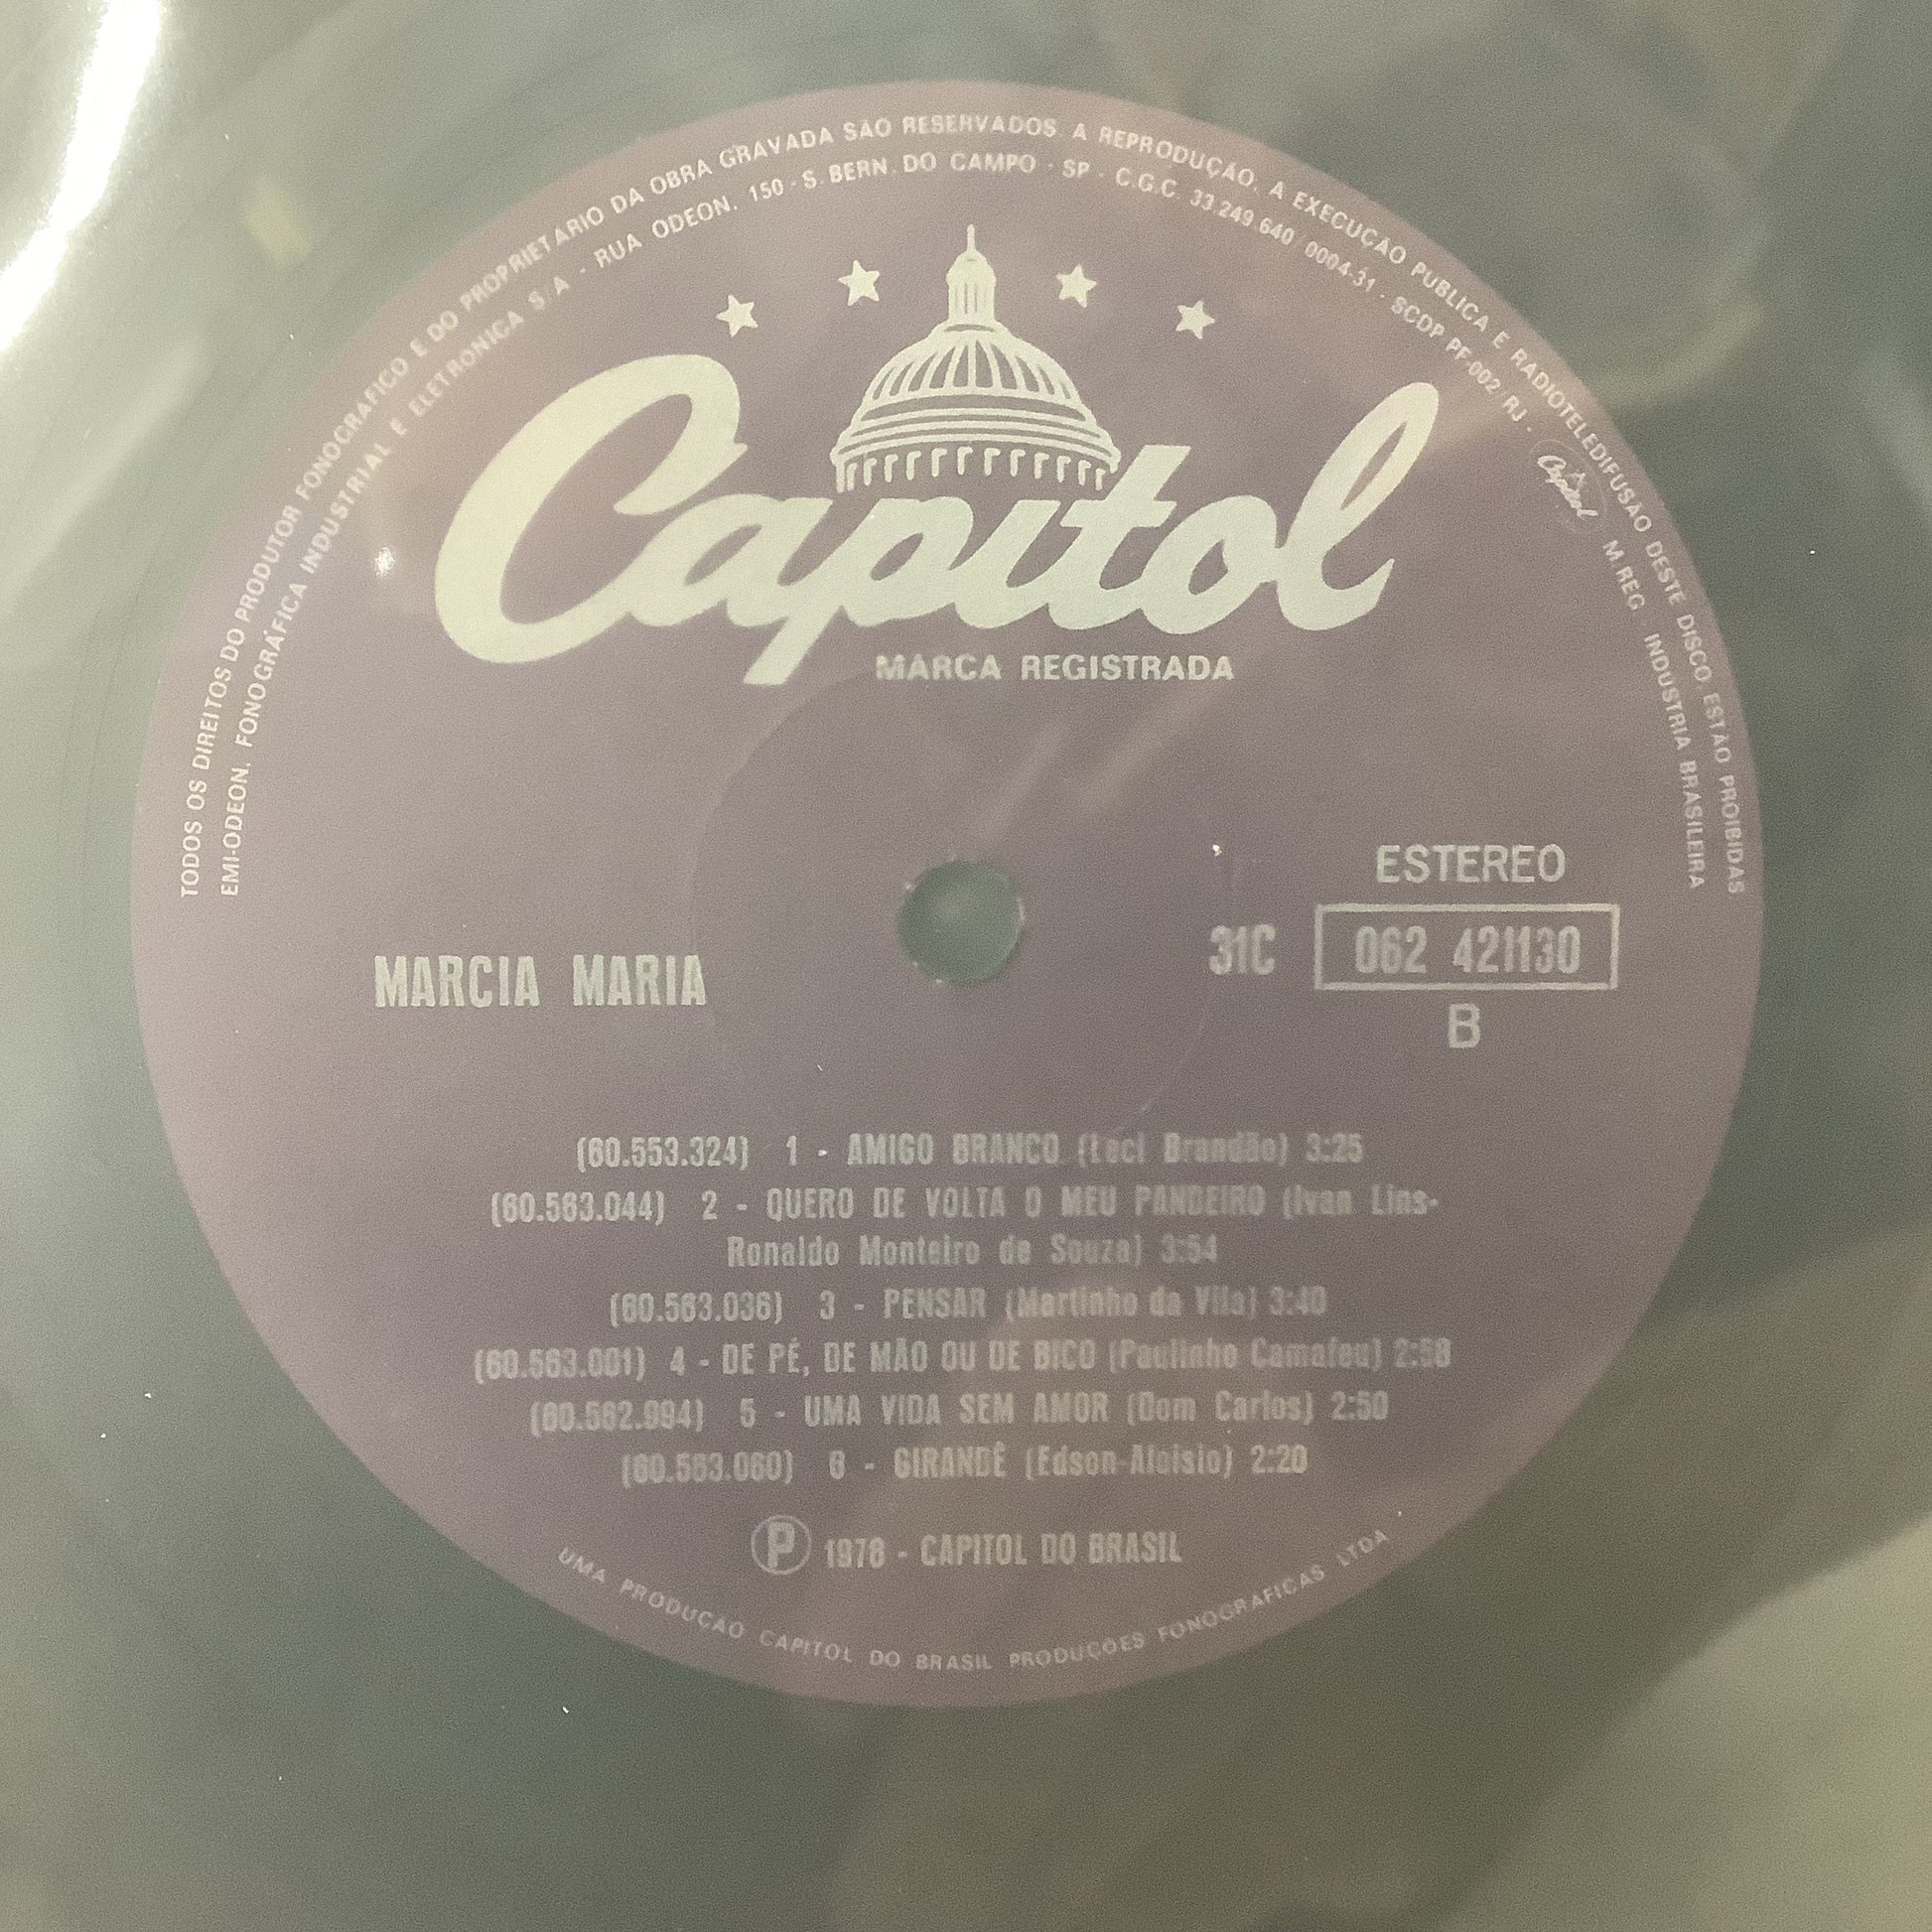 TODOS OS DIREITOS DO PRODUTOR FONOGRAFICO E DO PROPRIETARIO DA OBRA GRAVADA SÃO RESERVADOS. A REPRODUÇÃO, A EXECUÇAO PUBLICA E RADIOTELEDIFUSÃO DESTE DISCO ESTÃO PROIBIDAS
EMI-ODEON, FONOGRÁFICA INDUSTRIAL E ELETRONICA S/A - RUA ODEON, 150 - S. BERN. DO CAMPO - SP - C.G.C. 33.249.640/0004-31 - SCDP PF-002/RJ - Capitol M.REG - INDUSTRIA BRASILEIRA
Capitol
MARCA REGISTRADA
ESTEREO
31C 062 421130
B
MARCIA MARIA
(60.553.324) 1 - AMIGO BRANCO (Leci Brandão) 3:25
(60.563.044) 2 - QUERO DE VOLTA O MEU PANDEIRO (Ivan Lins-
Ronaldo Monteiro de Souza) 3:54
(60.563.036) 3 - PENSAR (Martinho da Vila) 3:40
(60.563.001) 4 - DE PÉ, DE MÃO OU DE BICO (Paulinho Camafeu) 2:58
(60.562.994) 5 - UMA VIDA SEM AMOR (Dom Carlos) 2:50
(60.563.060) 6 - GIRANDÊ (Edson-Aloisio) 2:20
Ⓟ 1978 - CAPITOL DO BRASIL
UMA PRODUÇÃO CAPITOL DO BRASIL PRODUÇÕES FONOGRAFICAS LTDA